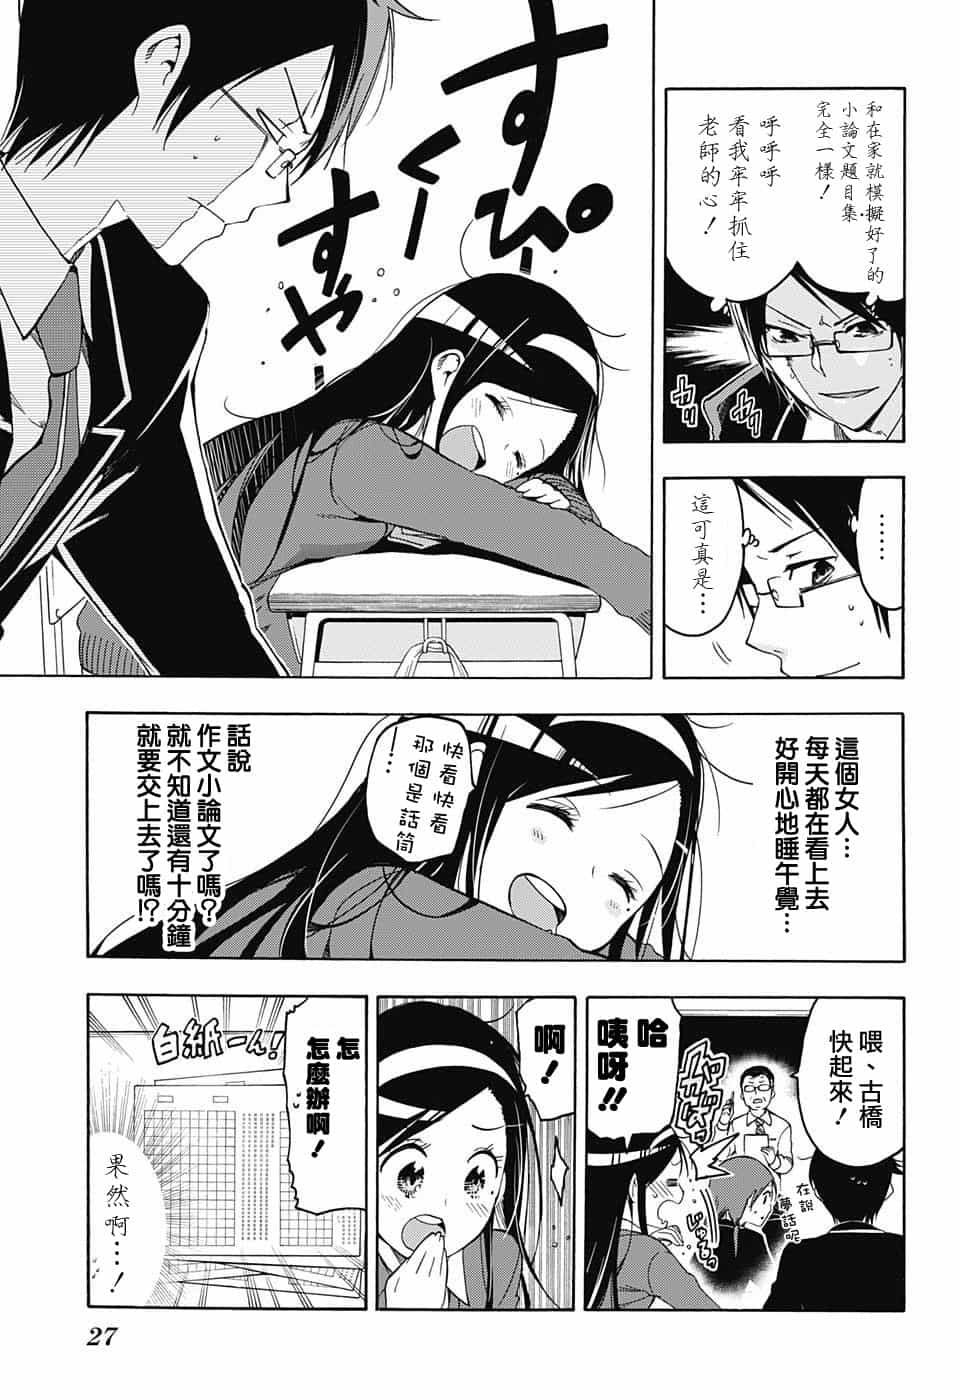 和在家就模擬好了的
小論文題目集.
完全一樣！
呼呼呼
看我牢牢抓住
老師的心！
……
這可真是…
すぴー
すやすく
這個女人…
每天都在看上去
好開心地睡午覺…
快看快看
那個是話筒
…！
話說
作文小論文了嗎?
就不知道還有十分鐘
就要交上去了嗎!?
喂、古橋
快起來！
在說
夢話呢
哈
咦呀!!
啊！
怎、
怎麼辦啊！
白紙ーん！
果然啊…！
27